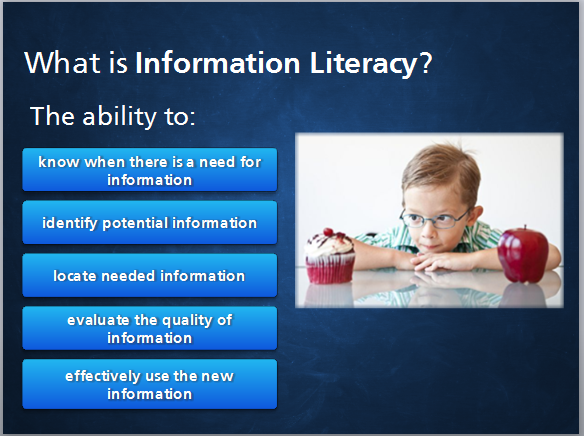 What is Information Literacy?
The ability to:
know when there is a need for
information
identify potential information
locate needed information
evaluate the quality of
information
effectively use the new
information